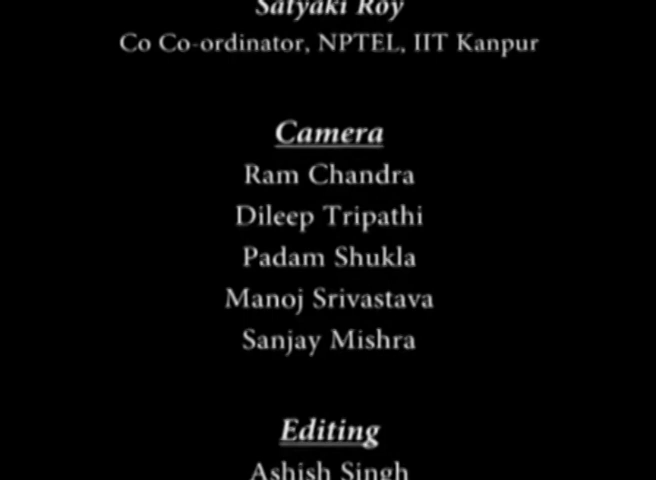 Satyaki Roy
Co Co-ordinator, NPTEL, IIT Kanpur
Camera
Ram Chandra
Dileep Tripathi
Padam Shukla
Manoj Srivastava
Sanjay Mishra
Editing
Ashish Singh